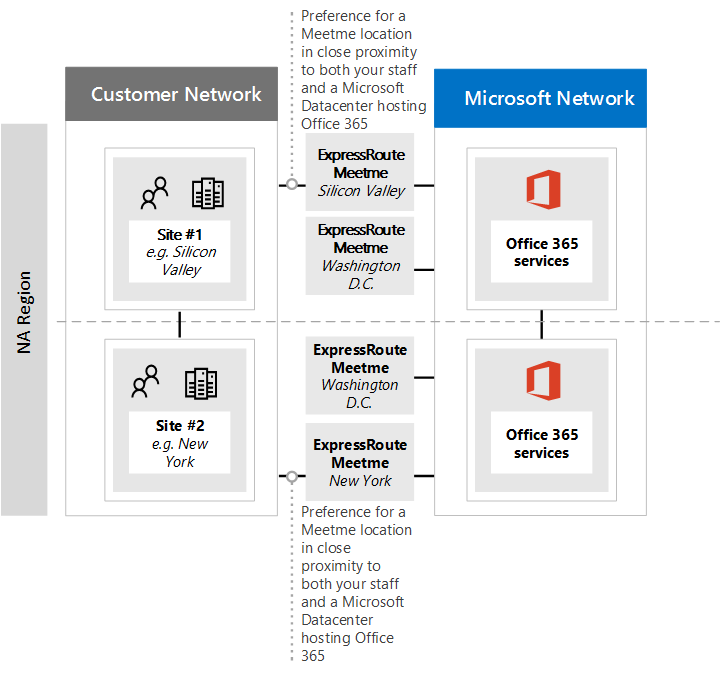 Preference for a
Meetme location
in close proximity
to both your staff
and a Microsoft
Datacenter hosting
Office 365
Customer Network
Microsoft Network
NA Region
Site #1
e.g. Silicon
Valley
ExpressRoute
Meetme
Silicon Valley
ExpressRoute
Meetme
Washington
D.C.
Office 365
services
Site #2
e.g. New
York
ExpressRoute
Meetme
Washington
D.C.
ExpressRoute
Meetme
New York
Office 365
services
Preference for a
Meetme location
in close
proximity to
both your staff
and a Microsoft
Datacenter
hosting Office
365